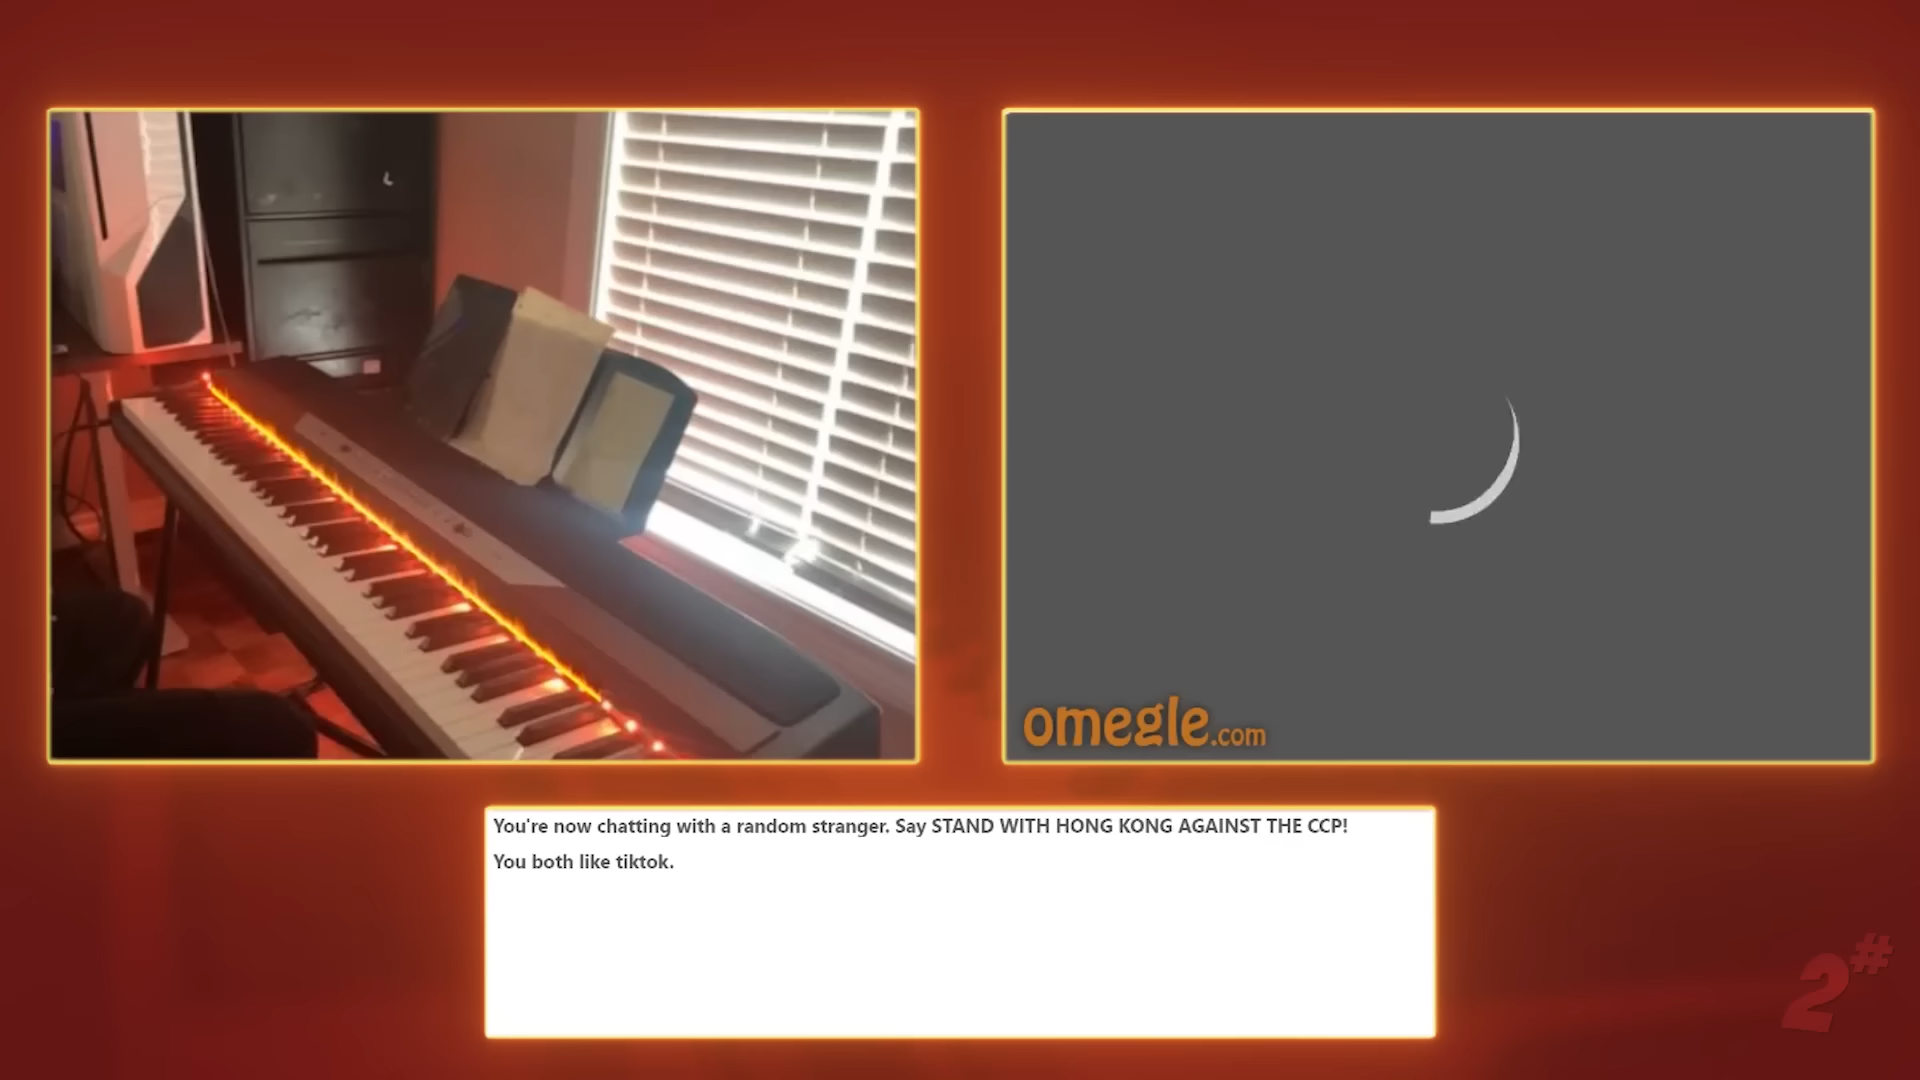 omegle.com
You're now chatting with a random stranger. Say STAND WITH HONG KONG AGAINST THE CCP!
You both like tiktok.
2#